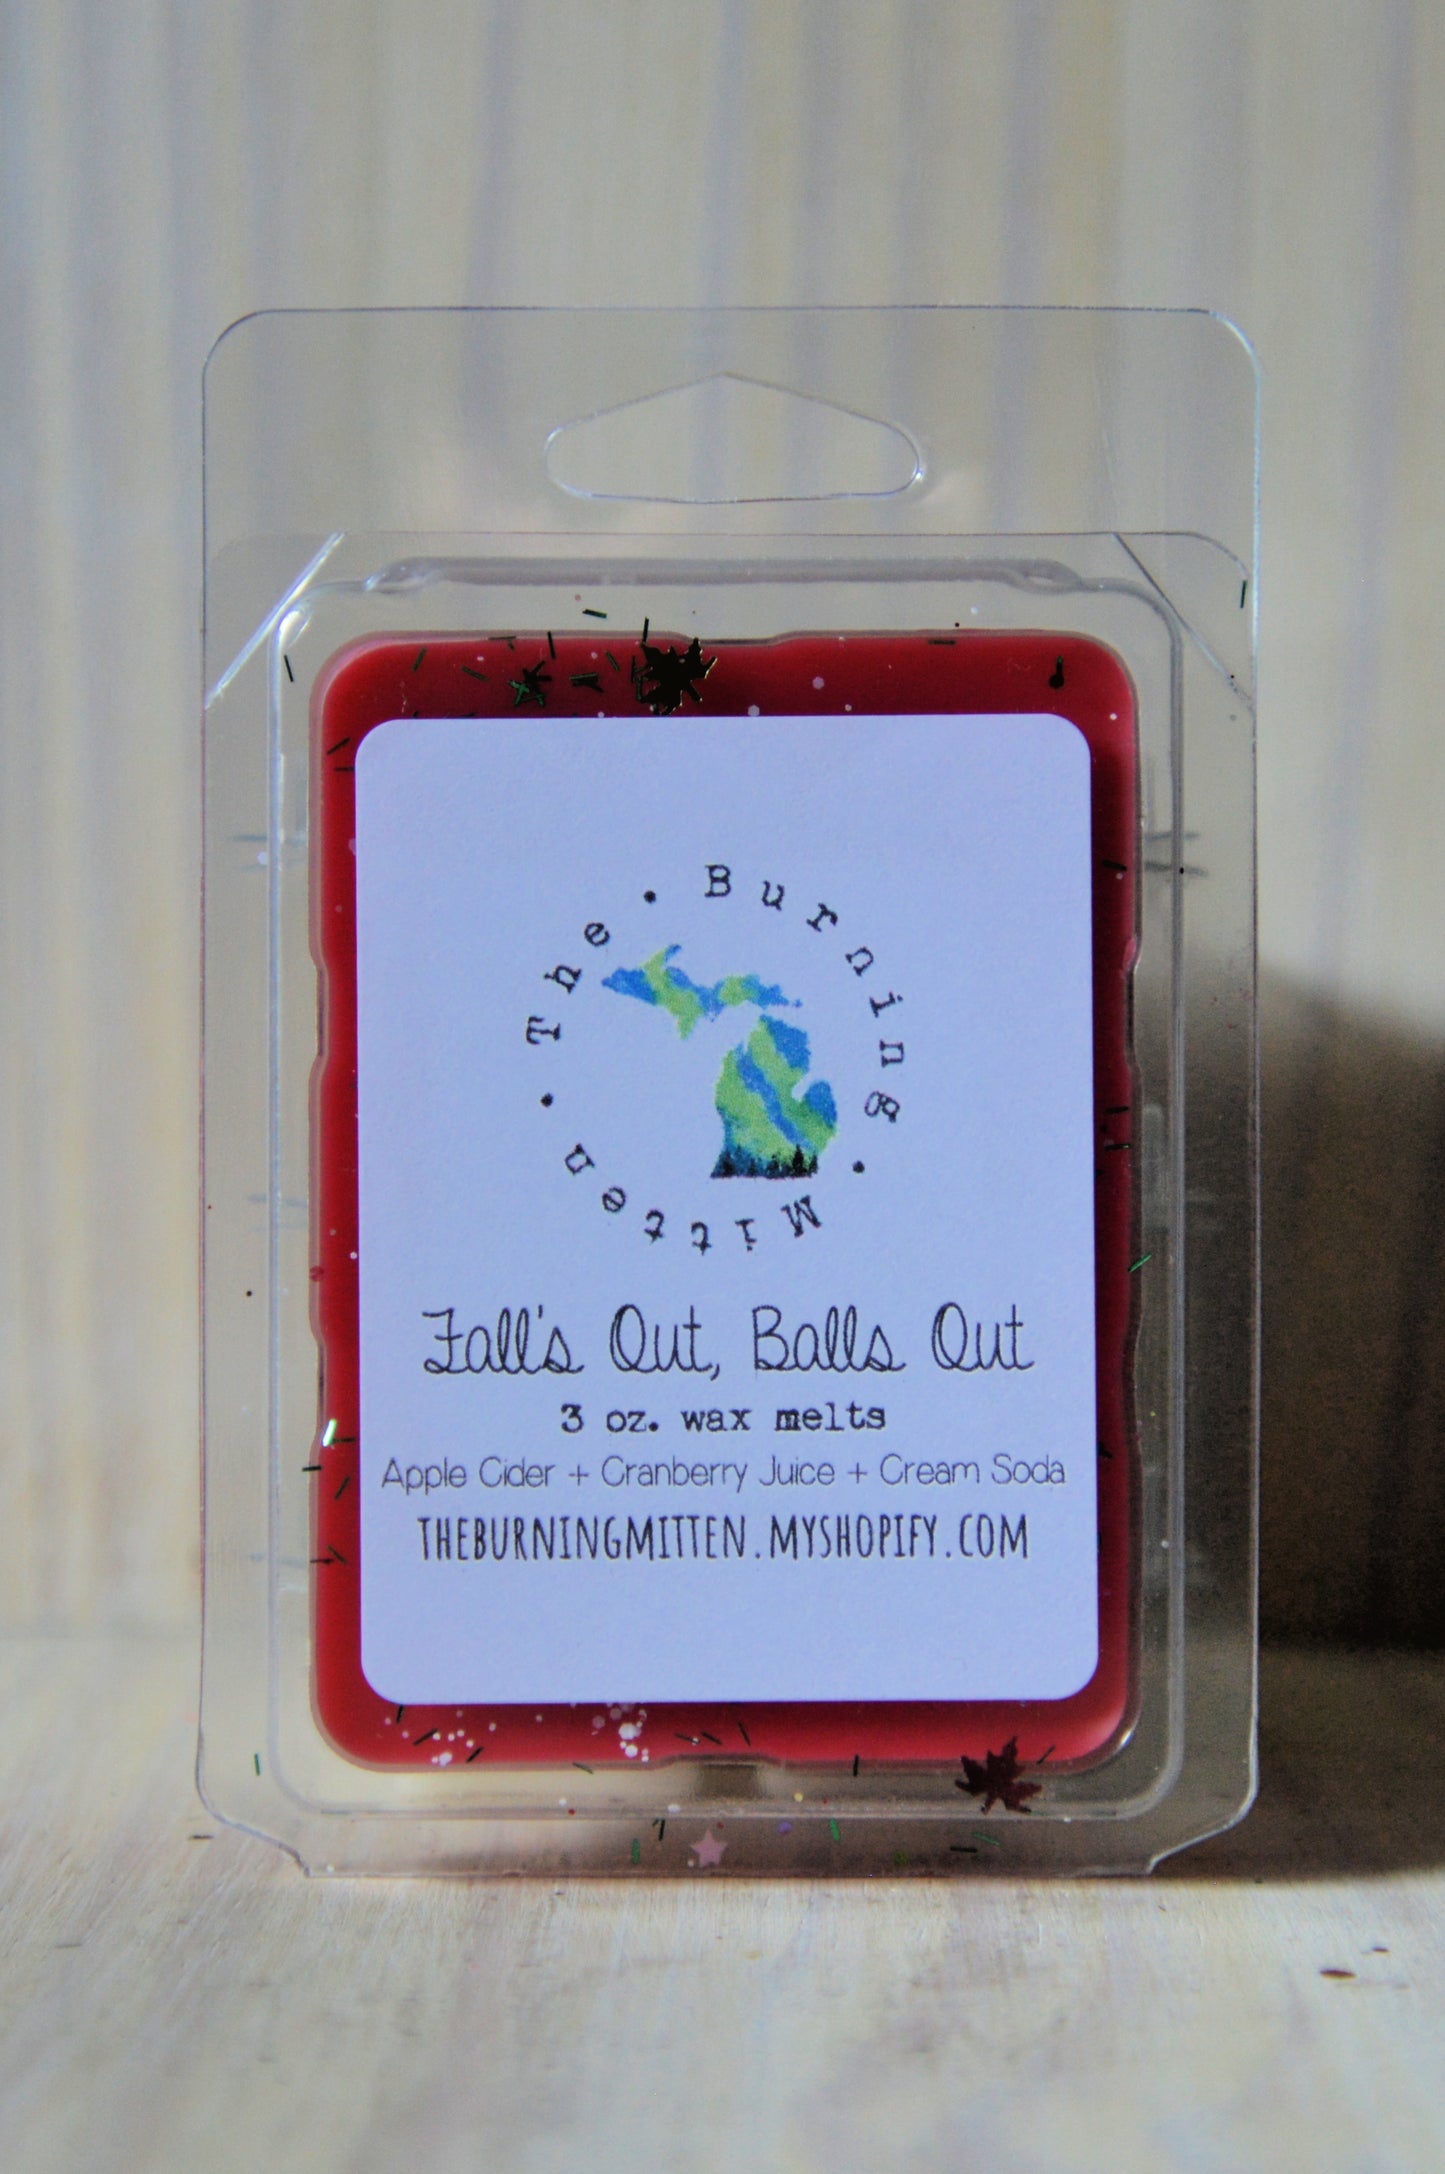 The • Burning • Mitten •
Fall's Out, Balls Out
3 oz. wax melts
Apple Cider + Cranberry Juice + Cream Soda
THEBURNINGMITTEN.MYSHOPIFY.COM